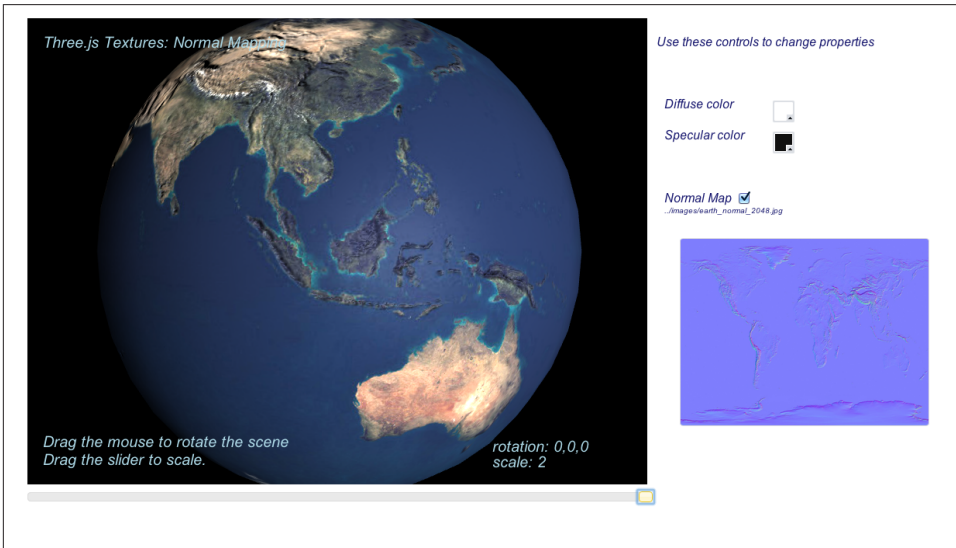 Three.js Textures: Normal Mapping
Use these controls to change properties
Diffuse color
Specular color
Normal Map
../images/earth_normal_2048.jpg
Drag the mouse to rotate the scene
Drag the slider to scale.
rotation: 0,0,0
scale: 2